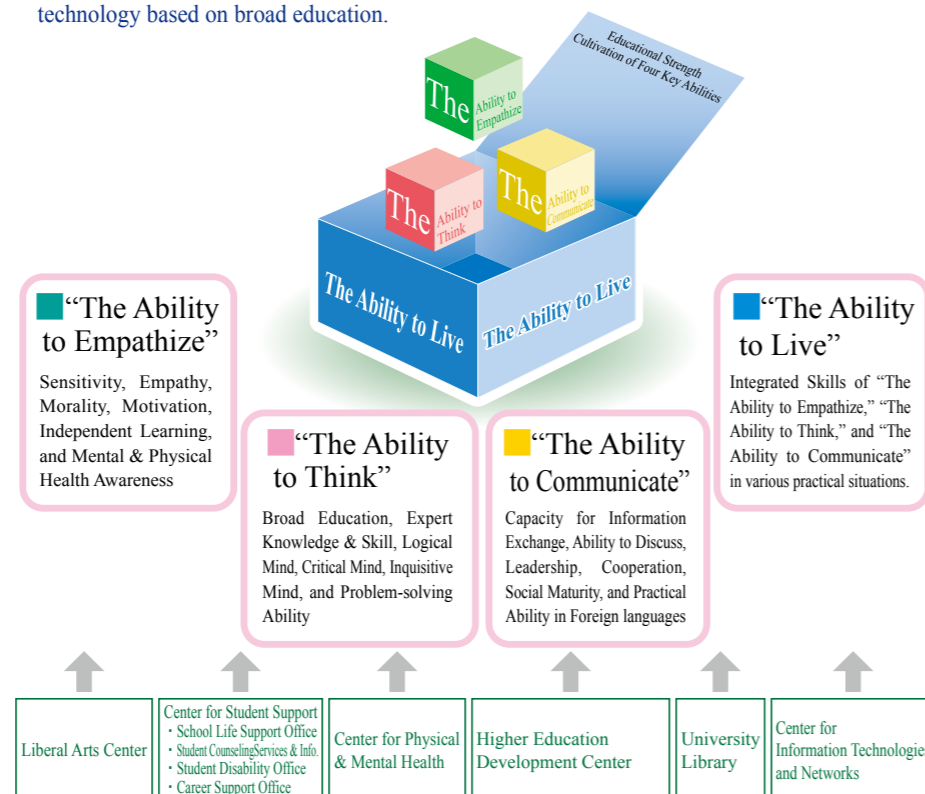 technology based on broad education.
Educational Strength
Cultivation of Four Key Abilities
The Ability to
Empathize
The Ability to
Think
The Ability to
Communicate
The Ability to Live
The Ability to Live
“The Ability
to Empathize”
Sensitivity, Empathy,
Morality, Motivation,
Independent Learning,
and Mental & Physical
Health Awareness
“The Ability
to Think”
Broad Education, Expert
Knowledge & Skill, Logical
Mind, Critical Mind, Inquisitive
Mind, and Problem-solving
Ability
“The Ability
to Communicate”
Capacity for Information
Exchange, Ability to Discuss,
Leadership, Cooperation,
Social Maturity, and Practical
Ability in Foreign languages
“The Ability
to Live”
Integrated Skills of “The
Ability to Empathize,” “The
Ability to Think,” and “The
Ability to Communicate”
in various practical situations.
Liberal Arts Center
Center for Student Support
・School Life Support Office
・Student CounselingServices & Info.
・Student Disability Office
・Career Support Office
Center for Physical
& Mental Health
Higher Education
Development Center
University
Library
Center for
Information Technologie
and Networks